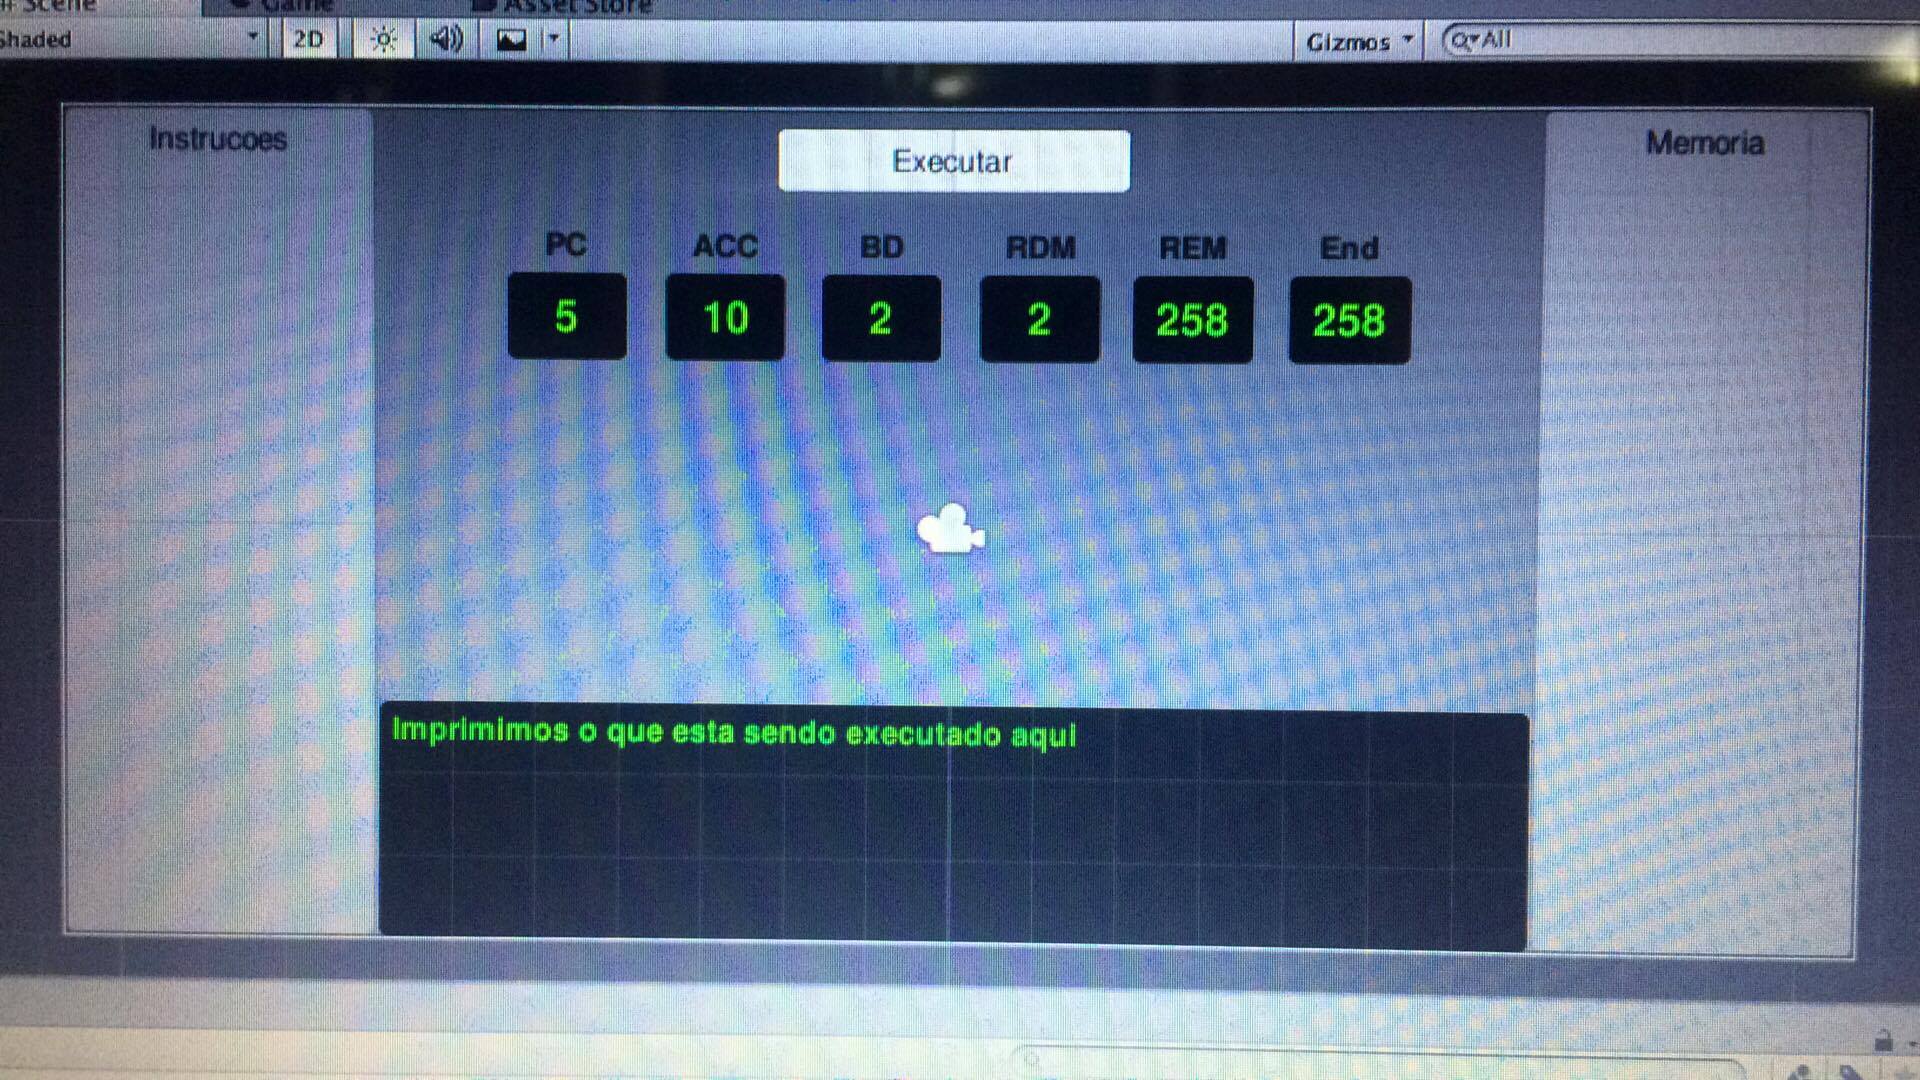 # Scene Game Asset Store
Shaded 2D Gizmos All
Instrucoes Executar Memoria
PC ACC BD RDM REM End
5 10 2 2 258 258
Imprimimos o que esta sendo executado aqui